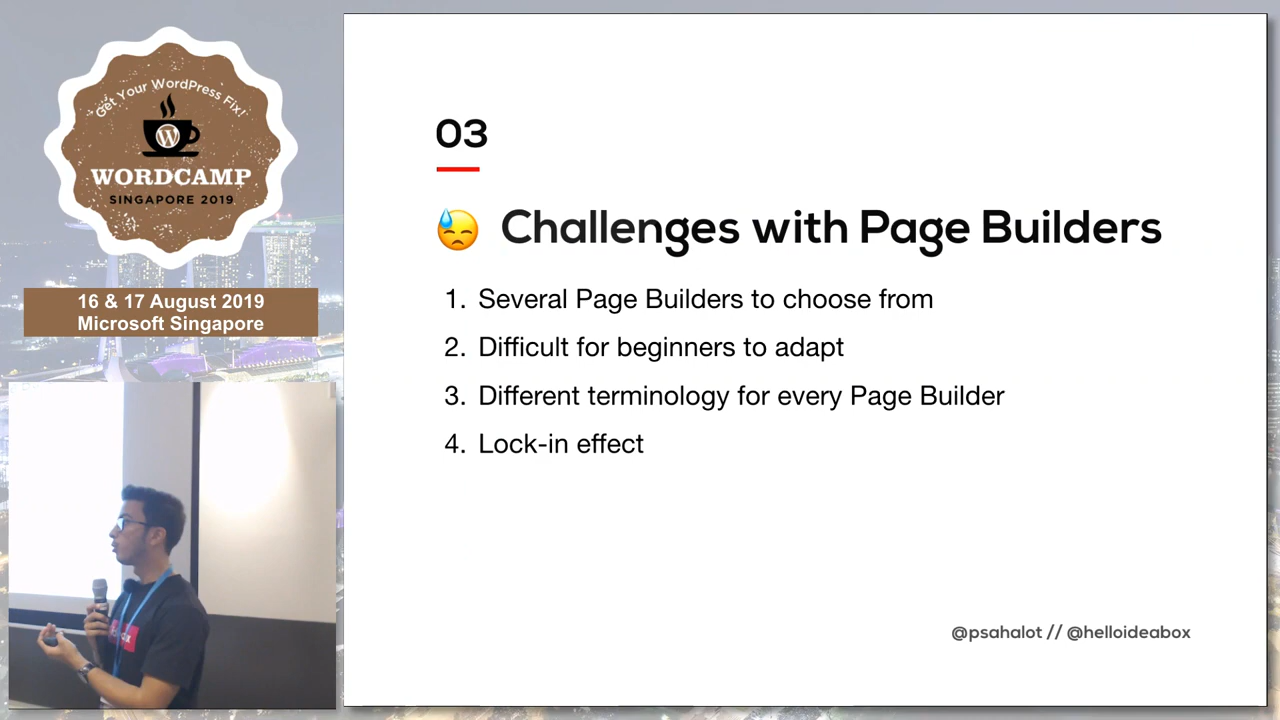 Get Your WordPress Fix!
WORDCAMP
SINGAPORE 2019
16 & 17 August 2019
Microsoft Singapore
03
Challenges with Page Builders
1. Several Page Builders to choose from
2. Difficult for beginners to adapt
3. Different terminology for every Page Builder
4. Lock-in effect
@psahalot // @helloideabox